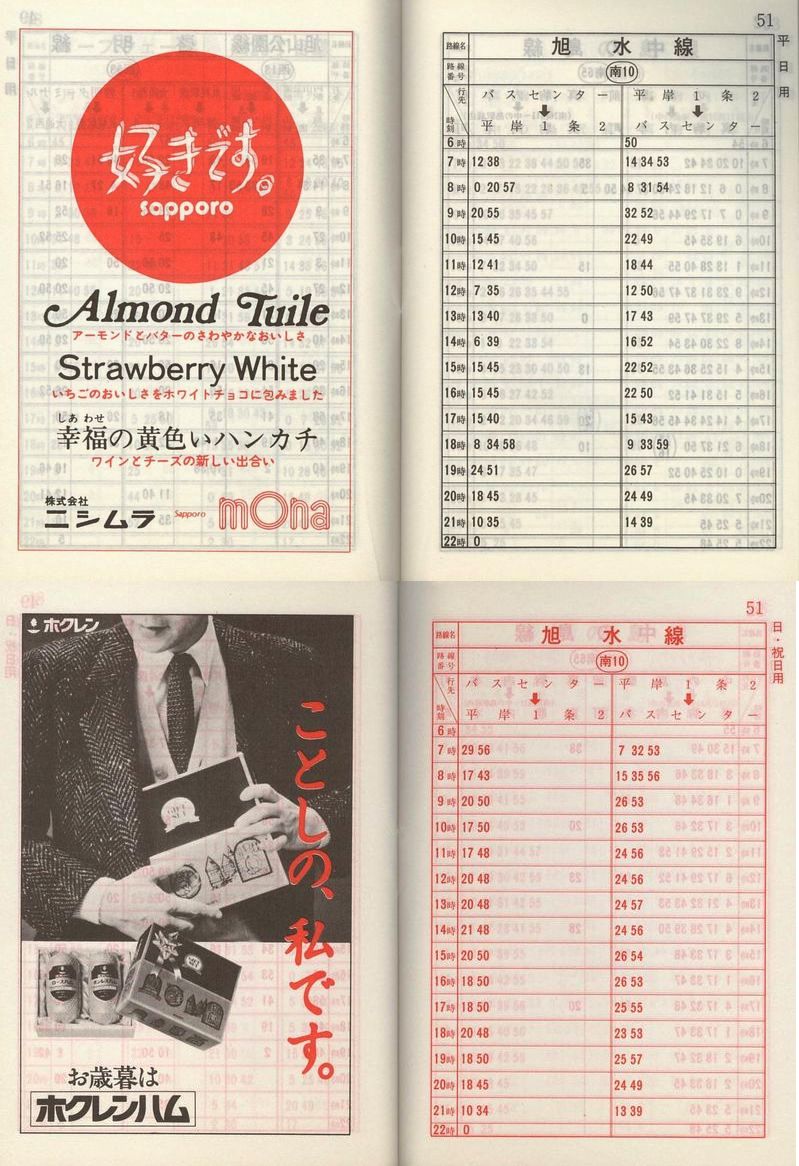 好きです。
sapporo
Almond Tuile
アーモンドとバターのさわやかなおいしさ
Strawberry White
いちごのおいしさをホワイトチョコに包みました
しあ わせ
幸福の黄色いハンカチ
ワインとチーズの新しい出合い
株式会社
ニシムラ Sapporo mona
51
平日用
路線名 旭水線
路線番号 南10
行先 バスセンター 平岸1条2
時刻 平岸1条2 バスセンター
6時 50
7時 12 38 14 34 53
8時 0 20 57 8 31 54
9時 20 55 32 52
10時 15 45 22 49
11時 12 41 18 44
12時 7 35 12 50
13時 13 40 17 43
14時 6 39 16 52
15時 15 45 22 52
16時 15 45 22 50
17時 15 40 15 43
18時 8 34 58 9 33 59
19時 24 51 26 57
20時 18 45 24 49
21時 10 35 14 39
22時 0
ホクレン
ことしの、私です。
GIFT SET
ロースハム
ボンレスハム
お歳暮は
ホクレンハム
51
日・祝日用
路線名 旭水線
路線番号 南10
行先 バスセンター 平岸1条2
時刻 平岸1条2 バスセンター
6時
7時 29 56 7 32 53
8時 17 43 15 35 56
9時 20 50 26 53
10時 17 50 26 53
11時 17 48 24 56
12時 20 48 24 56
13時 20 48 24 57
14時 21 48 24 56
15時 20 50 26 54
16時 18 50 26 53
17時 18 50 25 55
18時 20 48 23 53
19時 18 50 25 57
20時 18 45 24 49
21時 10 34 13 39
22時 0